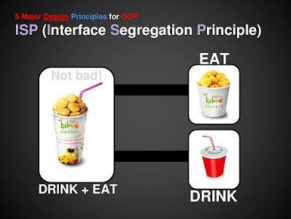 5 Major Design Principles for OOP
ISP (Interface Segregation Principle)
EAT
Not bad!
DRINK + EAT
DRINK